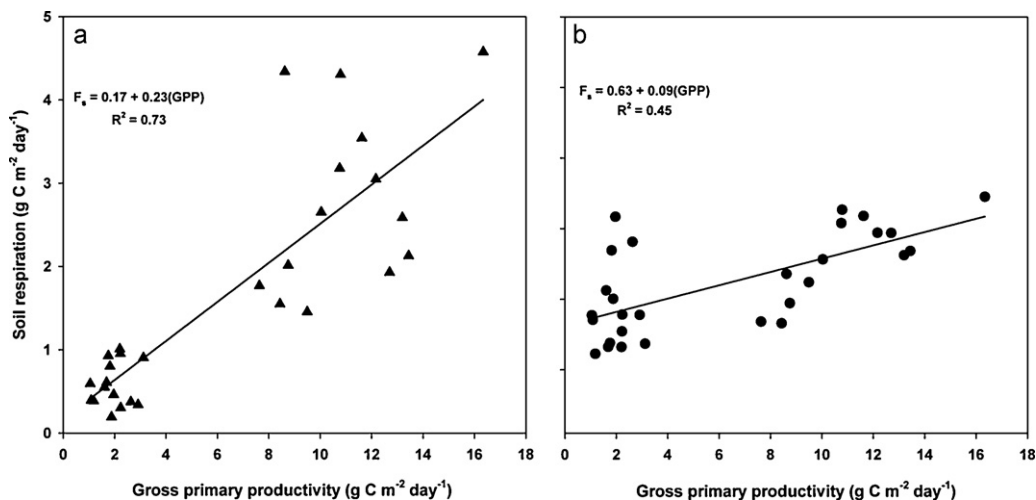 a
F_s = 0.17 + 0.23(GPP)
R² = 0.73
Soil respiration (g C m⁻² day⁻¹)
5
4
3
2
1
0
0 2 4 6 8 10 12 14 16 18
Gross primary productivity (g C m⁻² day⁻¹)
b
F_s = 0.63 + 0.09(GPP)
R² = 0.45
0 2 4 6 8 10 12 14 16 18
Gross primary productivity (g C m⁻² day⁻¹)